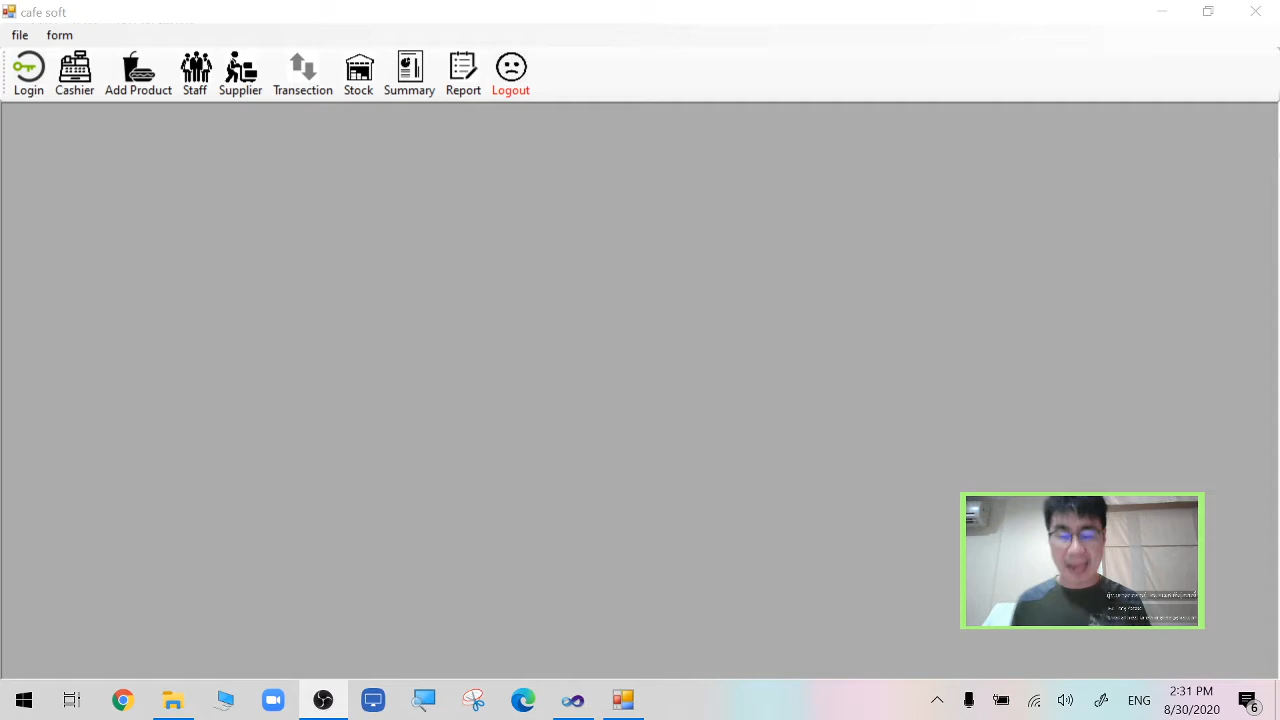 cafe soft
file form
Login Cashier Add Product Staff Supplier Transection Stock Summary Report Logout
ENG 2:31 PM
8/30/2020 6